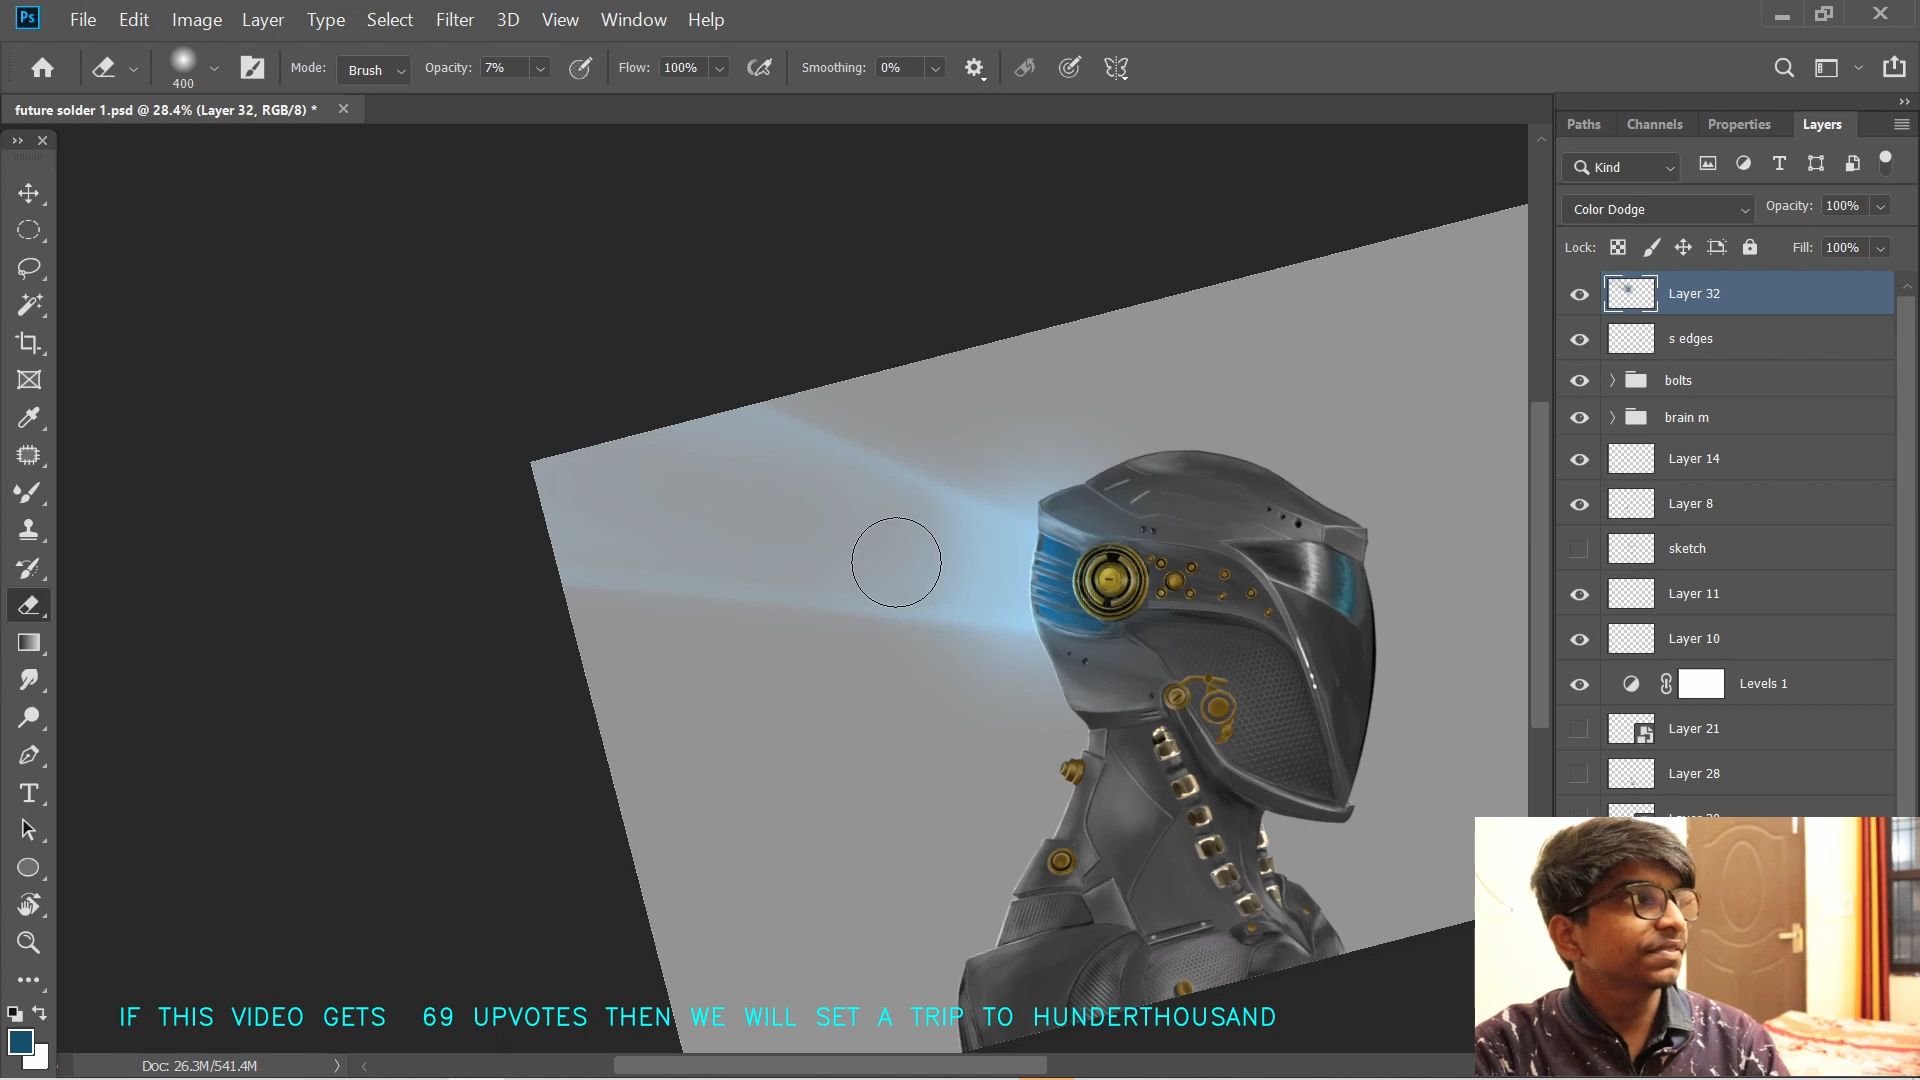 Ps File Edit Image Layer Type Select Filter 3D View Window Help
400 Mode: Brush Opacity: 7% Flow: 100% Smoothing: 0%
future solder 1.psd @ 28.4% (Layer 32, RGB/8) *
Paths Channels Properties Layers
Kind
Color Dodge Opacity: 100%
Lock: Fill: 100%
Layer 32
s edges
bolts
brain m
Layer 14
Layer 8
sketch
Layer 11
Layer 10
Levels 1
Layer 21
Layer 28
IF THIS VIDEO GETS 69 UPVOTES THEN WE WILL SET A TRIP TO HUNDERTHOUSAND
Doc: 26.3M/541.4M